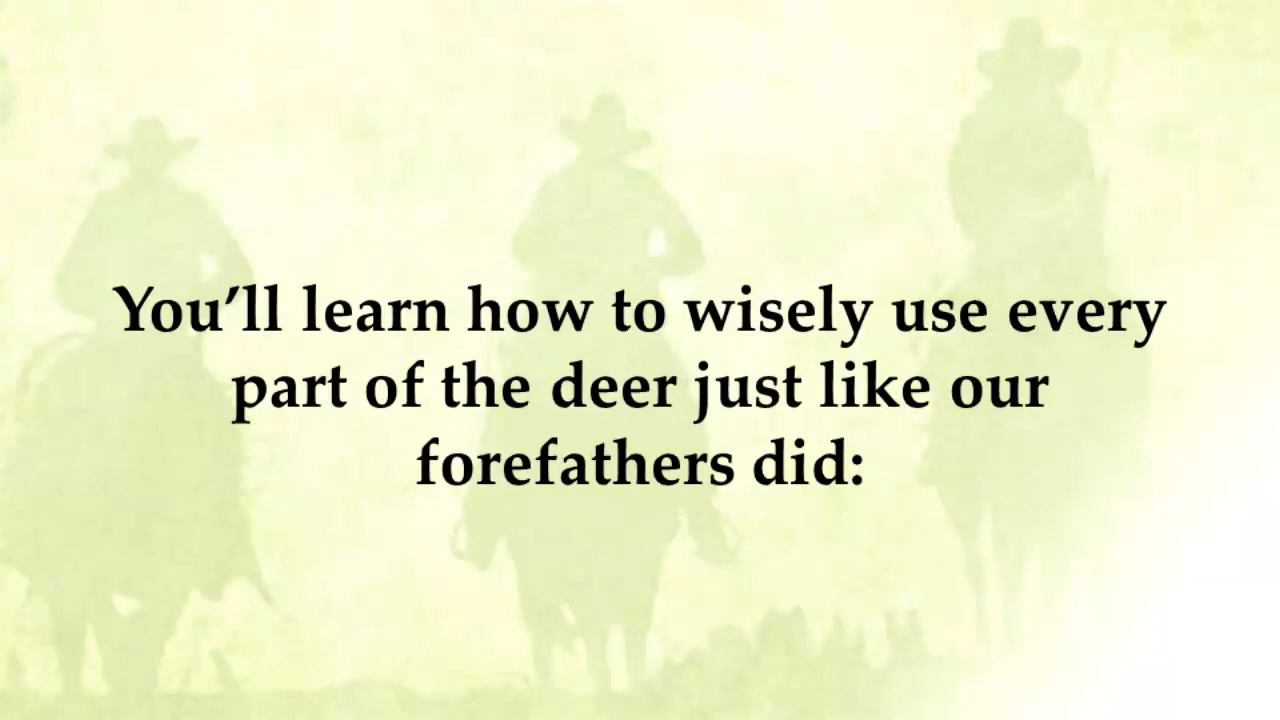 You’ll learn how to wisely use every
part of the deer just like our
forefathers did: